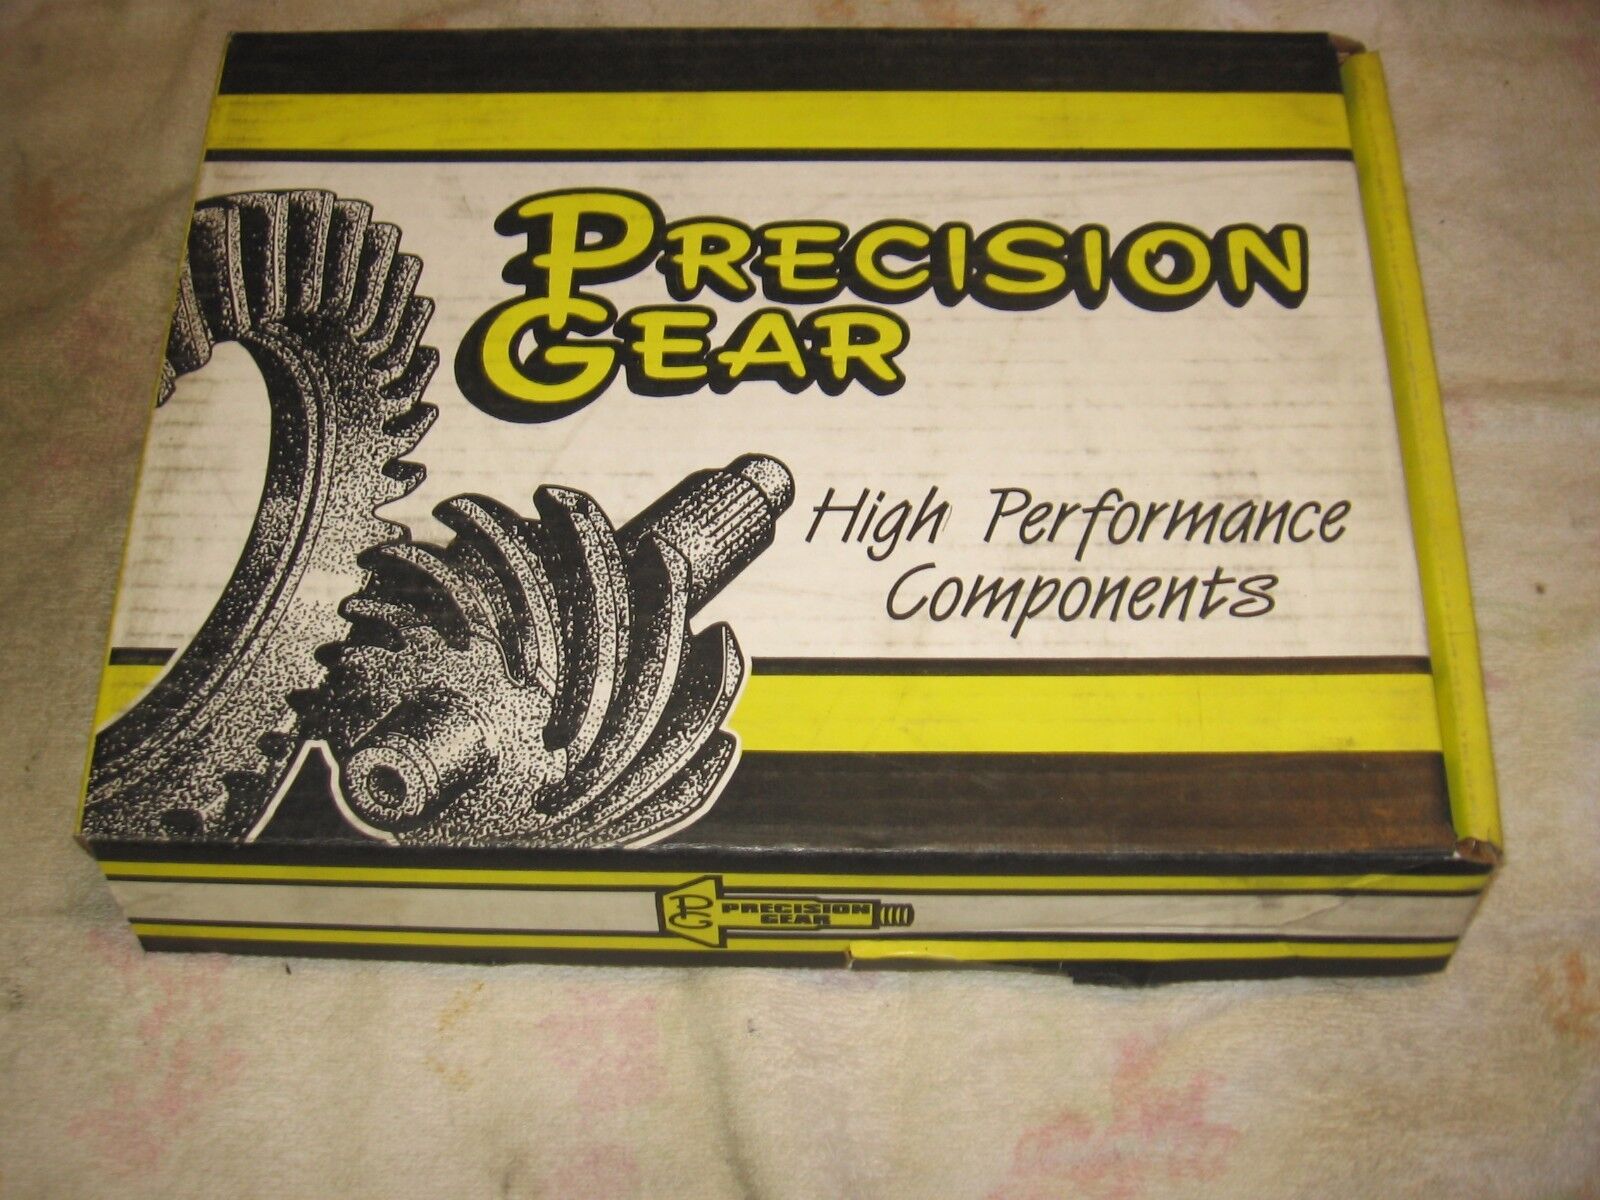 PRECISION
GEAR
High Performance
Components
PG PRECISION
GEAR